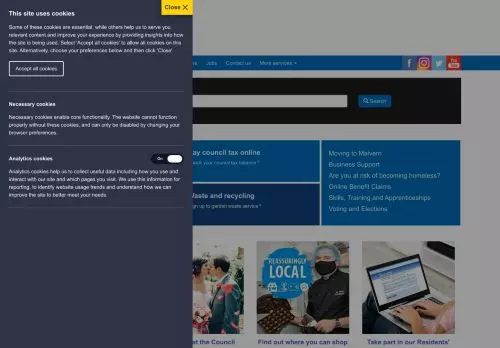 Close
This site uses cookies
Some of these cookies are essential, while others help us to serve you
relevant content and improve your experience by providing insights into
how the site is being used. Select 'Accept all cookies' to allow all cookies on
this site. Alternatively, choose your preferences below and then click 'Close'
Accept all cookies
Necessary cookies
Necessary cookies enable core functionality. The website cannot function
properly without these cookies, and can only be disabled by changing your
browser preferences.
Analytics cookies
On
Analytics cookies help us to collect useful data including how you use and
interact with our site and which pages you visit. We use this information for
reporting, to identify website usage trends and understand how we can
improve the site to better meet your needs.
Jobs
Contact us
More services
You
Tube
Search
council tax online
your council tax balance
Waste and recycling
up for garden waste service
Moving to Malvern
Business Support
Are you at risk of becoming homeless?
Online Benefit Claims
Skills, Training and Apprenticeships
Voting and Elections
REASSURINGLY
LOCAL
at the Council
Find out where you can shop
Take part in our Residents'